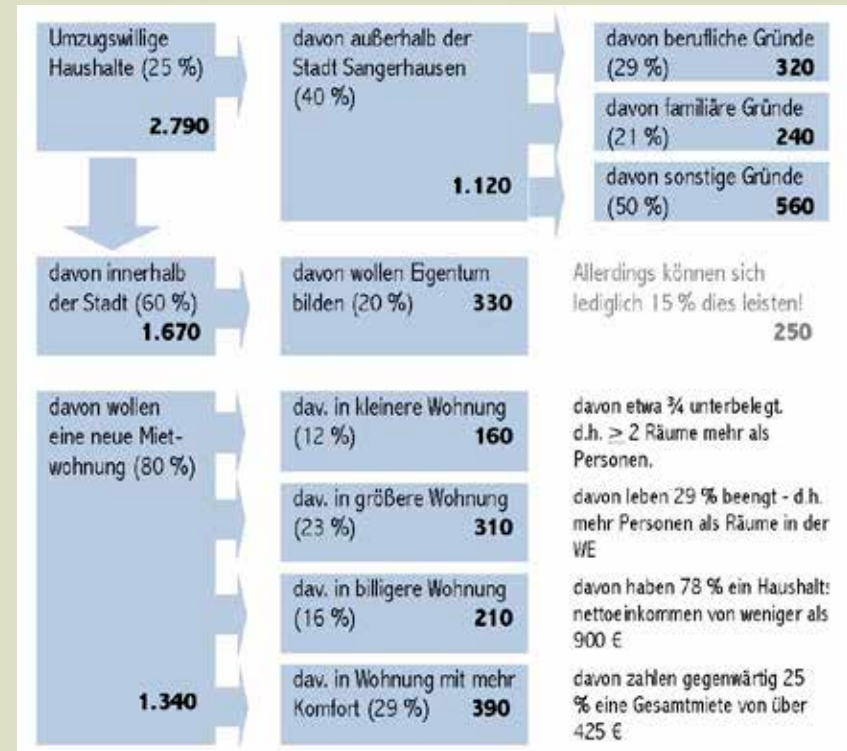 Umzugswillige
Haushalte (25 %)
2.790
davon außerhalb der
Stadt Sangerhausen
(40 %)
1.120
davon berufliche Gründe
(29 %) 320
davon familiäre Gründe
(21 %) 240
davon sonstige Gründe
(50 %) 560
davon innerhalb
der Stadt (60 %)
1.670
davon wollen Eigentum
bilden (20 %) 330
Allerdings können sich
lediglich 15 % dies leisten!
250
davon wollen
eine neue Miet-
wohnung (80 %)
1.340
dav. in kleinere Wohnung
(12 %) 160
davon etwa ¾ unterbelegt.
d.h. ≥ 2 Räume mehr als
Personen.
dav. in größere Wohnung
(23 %) 310
davon leben 29 % beengt - d.h.
mehr Personen als Räume in der
WE
dav. in billigere Wohnung
(16 %) 210
davon haben 78 % ein Haushalts
nettoeinkommen von weniger als
900 €
dav. in Wohnung mit mehr
Komfort (29 %) 390
davon zahlen gegenwärtig 25
% eine Gesamtmiete von über
425 €